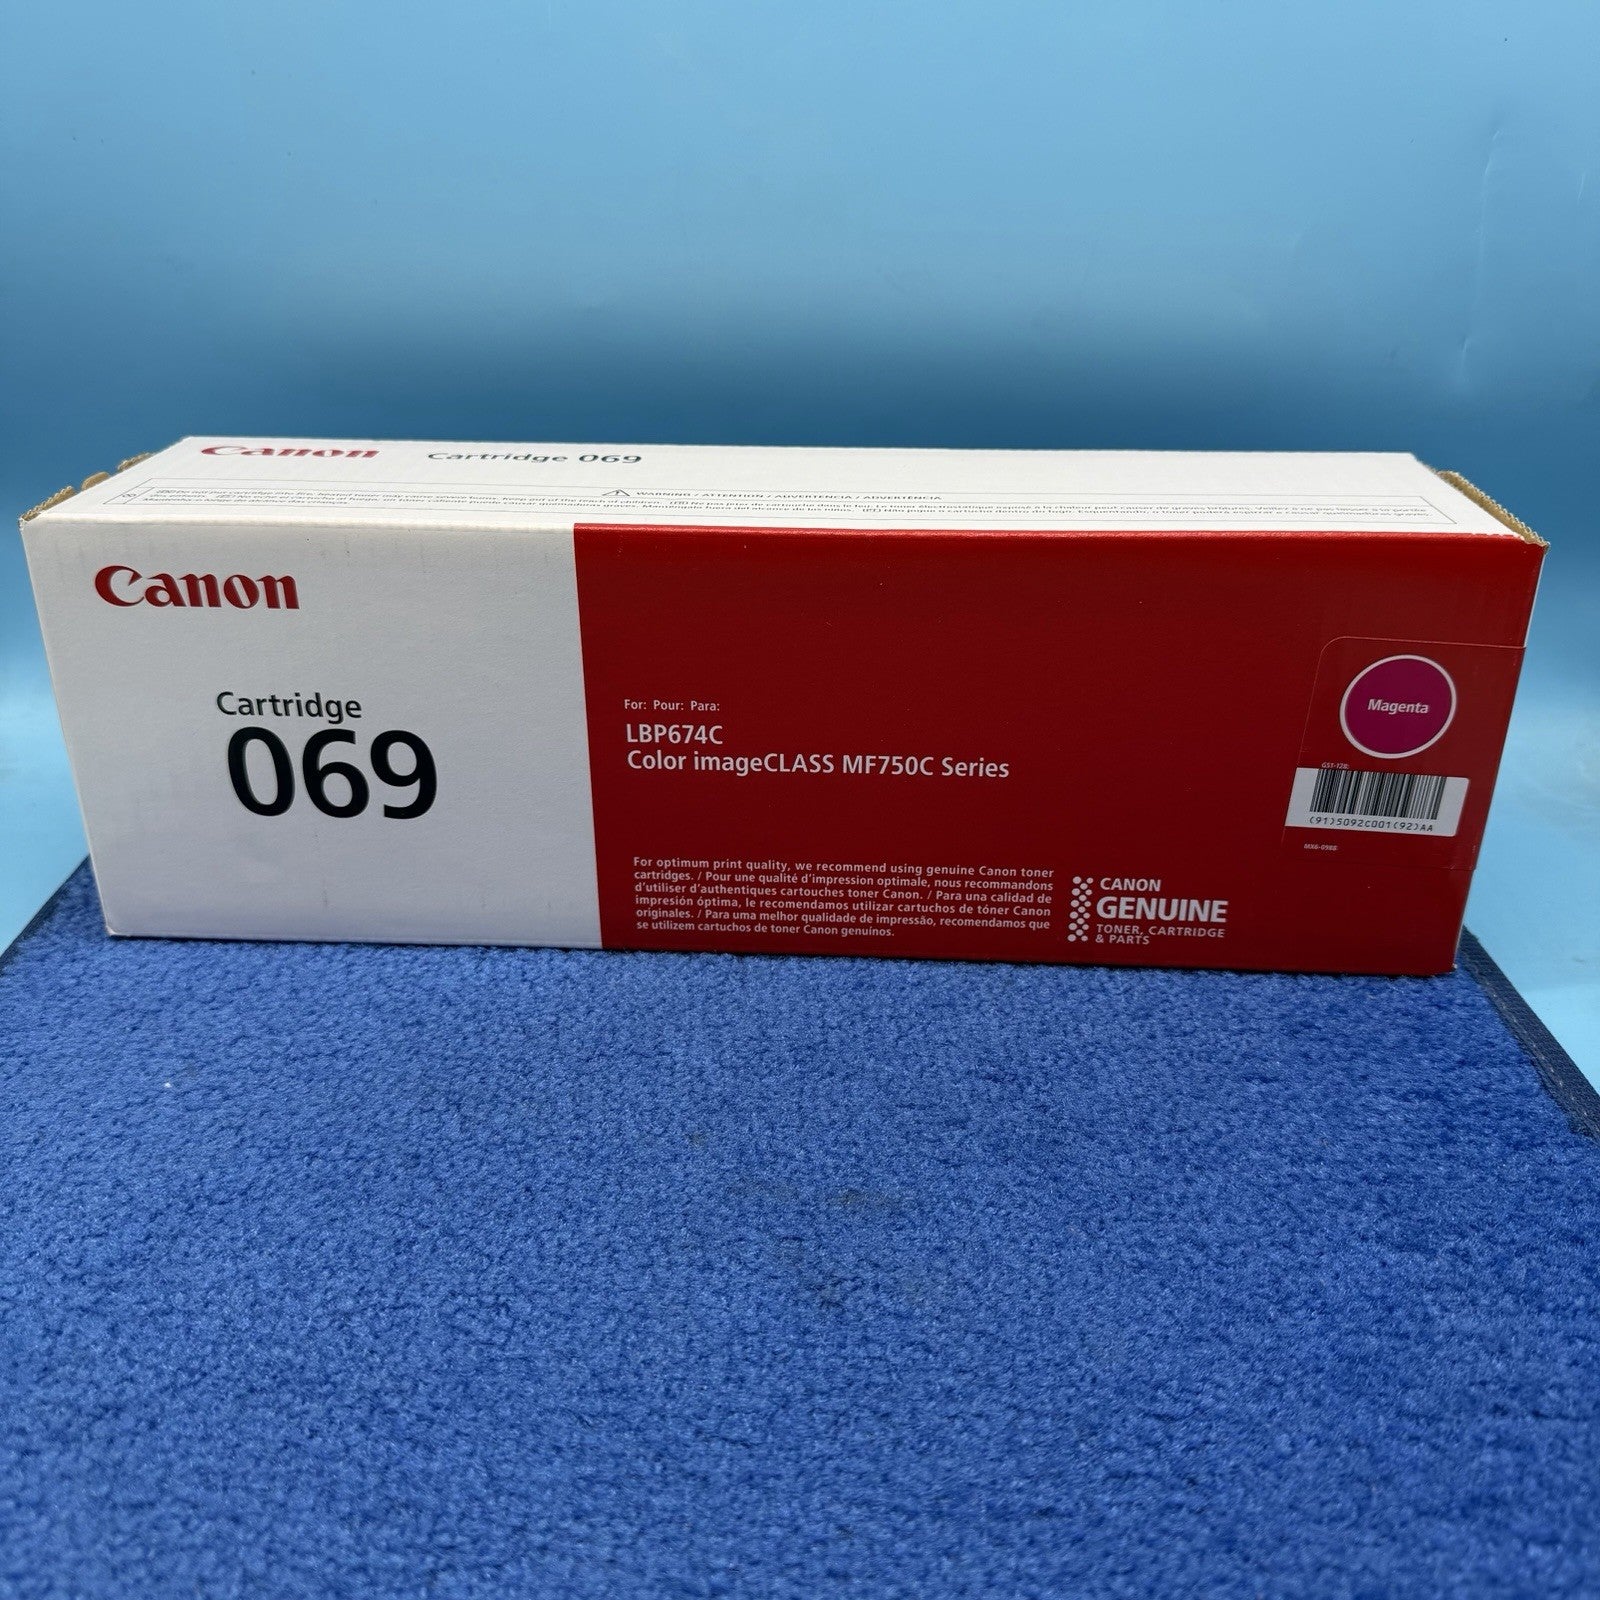 Canon Cartridge 069
WARNING / ATTENTION / ADVERTENCIA / ADVERTÊNCIA
Canon
Cartridge
069
For: Pour: Para:
LBP674C
Color imageCLASS MF750C Series
For optimum print quality, we recommend using genuine Canon toner
cartridges. / Pour une qualité d'impression optimale, nous recommandons
d'utiliser d'authentiques cartouches toner Canon. / Para una calidad de
impresión óptima, le recomendamos utilizar cartuchos de tóner Canon
originales. / Para uma melhor qualidade de impressão, recomendamos que
se utilizem cartuchos de toner Canon genuínos.
CANON
GENUINE
TONER, CARTRIDGE
& PARTS
Magenta
(91)5092C001(92)AA